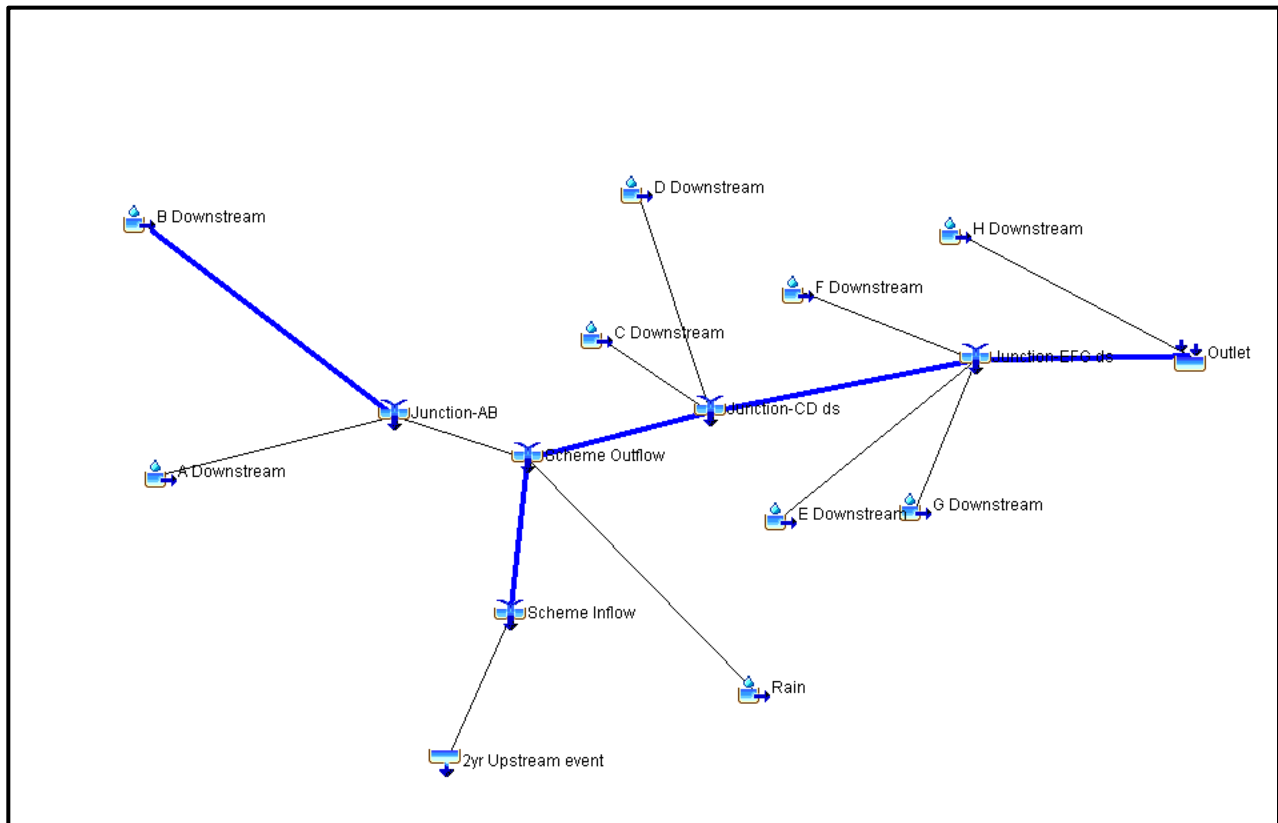 D Downstream
B Downstream
H Downstream
F Downstream
C Downstream
Junction-EFG ds
Outlet
Junction-CD ds
Junction-AB
Scheme Outflow
A Downstream
E Downstream
G Downstream
Scheme Inflow
Rain
2yr Upstream event